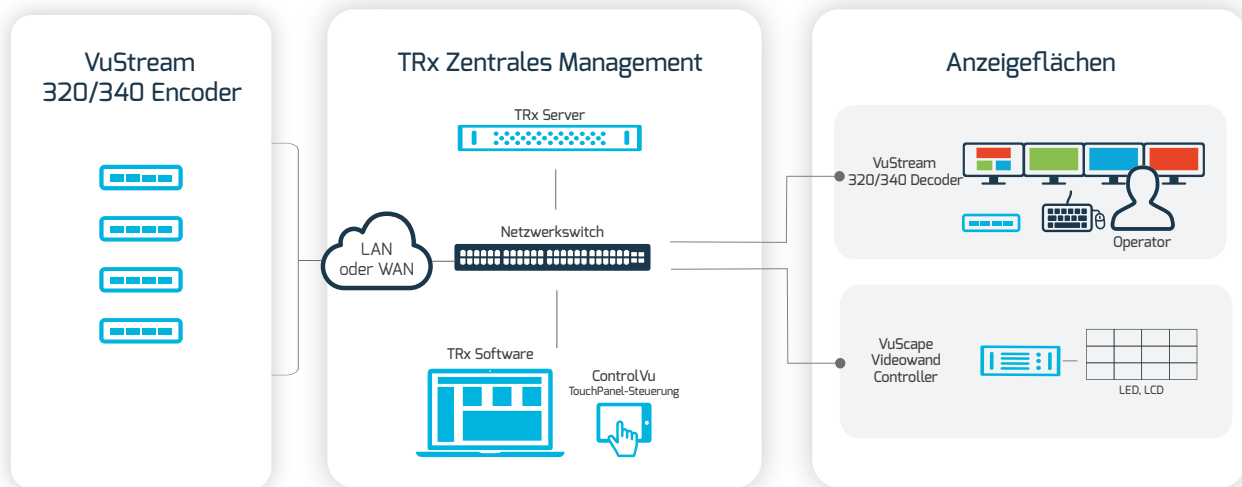 VuStream
320/340 Encoder
TRx Zentrales Management
TRx Server
LAN
oder WAN
Netzwerkswitch
TRx Software
ControlVu
TouchPanel-Steuerung
Anzeigeflächen
VuStream
320/340 Decoder
Operator
VuScape
Videowand
Controller
LED, LCD